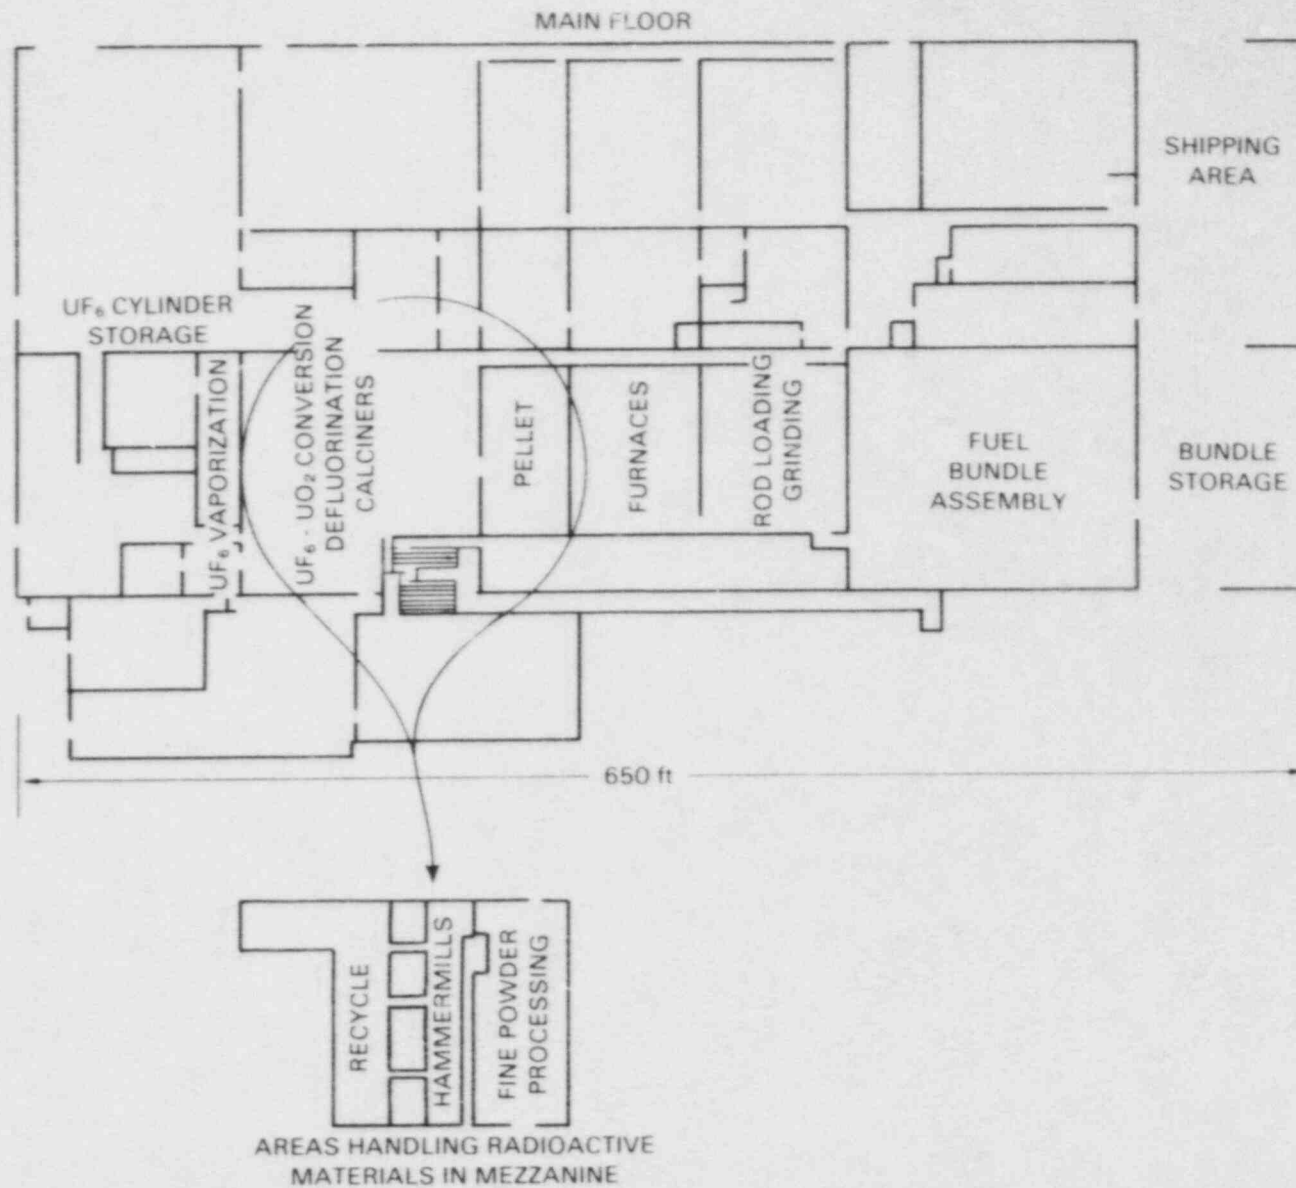 MAIN FLOOR
SHIPPING
AREA
UF₆ CYLINDER
STORAGE
UF₆ VAPORIZATION
UF₆ - UO₂ CONVERSION
DEFLUORINATION
CALCINERS
PELLET
FURNACES
ROD LOADING
GRINDING
FUEL
BUNDLE
ASSEMBLY
BUNDLE
STORAGE
650 ft
RECYCLE
HAMMERMILLS
FINE POWDER
PROCESSING
AREAS HANDLING RADIOACTIVE
MATERIALS IN MEZZANINE